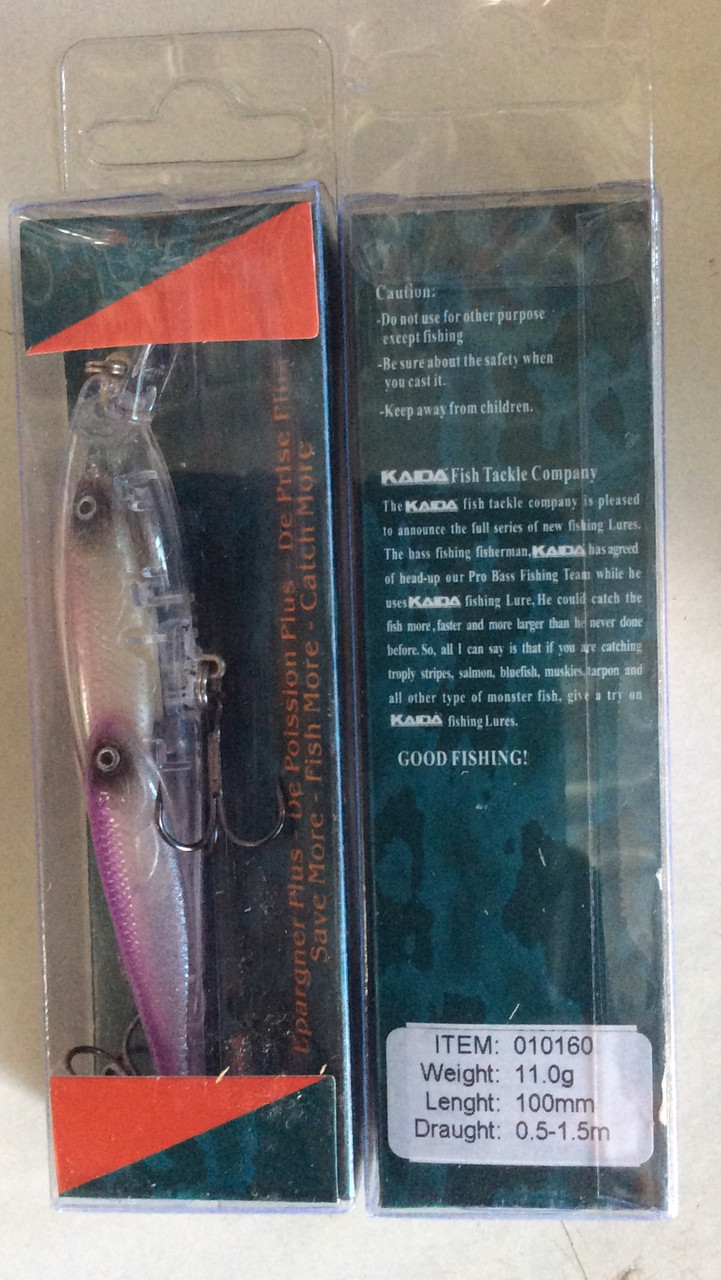 Epargner Plus - De Poission Plus - De Prise Plus
Save More - Fish More - Catch More
Caution:
-Do not use for other purpose
except fishing
-Be sure about the safety when
you cast it.
-Keep away from children.
KAIDA Fish Tackle Company
The KAIDA fish tackle company is pleased
to announce the full series of new fishing Lures.
The bass fishing fisherman, KAIDA has agreed
of head-up our Pro Bass Fishing Team while he
uses KAIDA fishing Lure, He could catch the
fish more, faster and more larger than he never done
before. So, all I can say is that if you are catching
troply stripes, salmon, bluefish, muskies, tarpon and
all other type of monster fish, give a try on
KAIDA fishing Lures.
GOOD FISHING!
ITEM: 010160
Weight: 11.0g
Lenght: 100mm
Draught: 0.5-1.5m